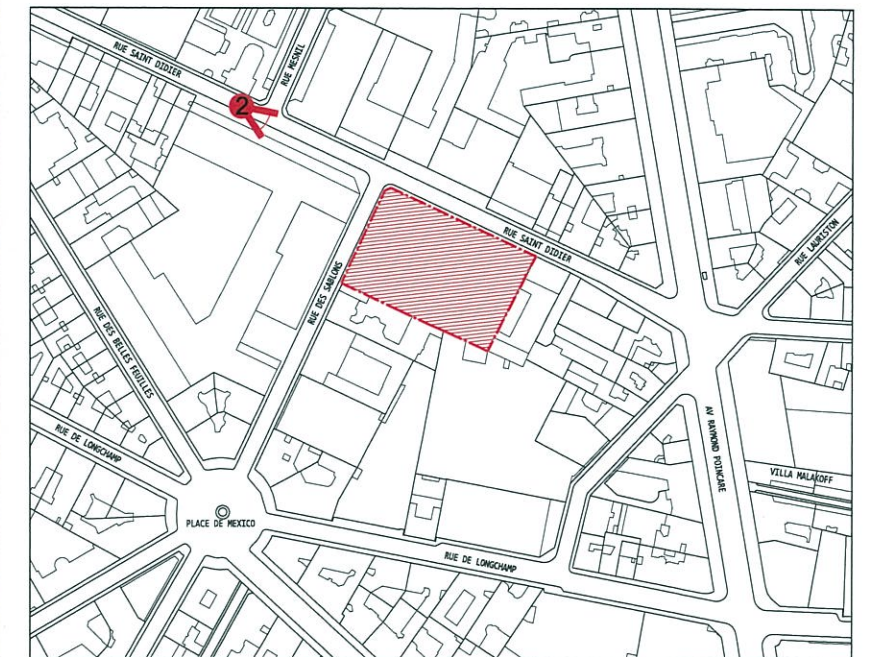 RUE SAINT DIDIER
RUE MESNIL
2
RUE SAINT DIDIER
RUE LAURISTON
RUE DES SABLONS
RUE DES BELLES FEUILLES
AV RAYMOND POINCARE
RUE DE LONGCHAMP
VILLA MALAKOFF
PLACE DE MEXICO
RUE DE LONGCHAMP